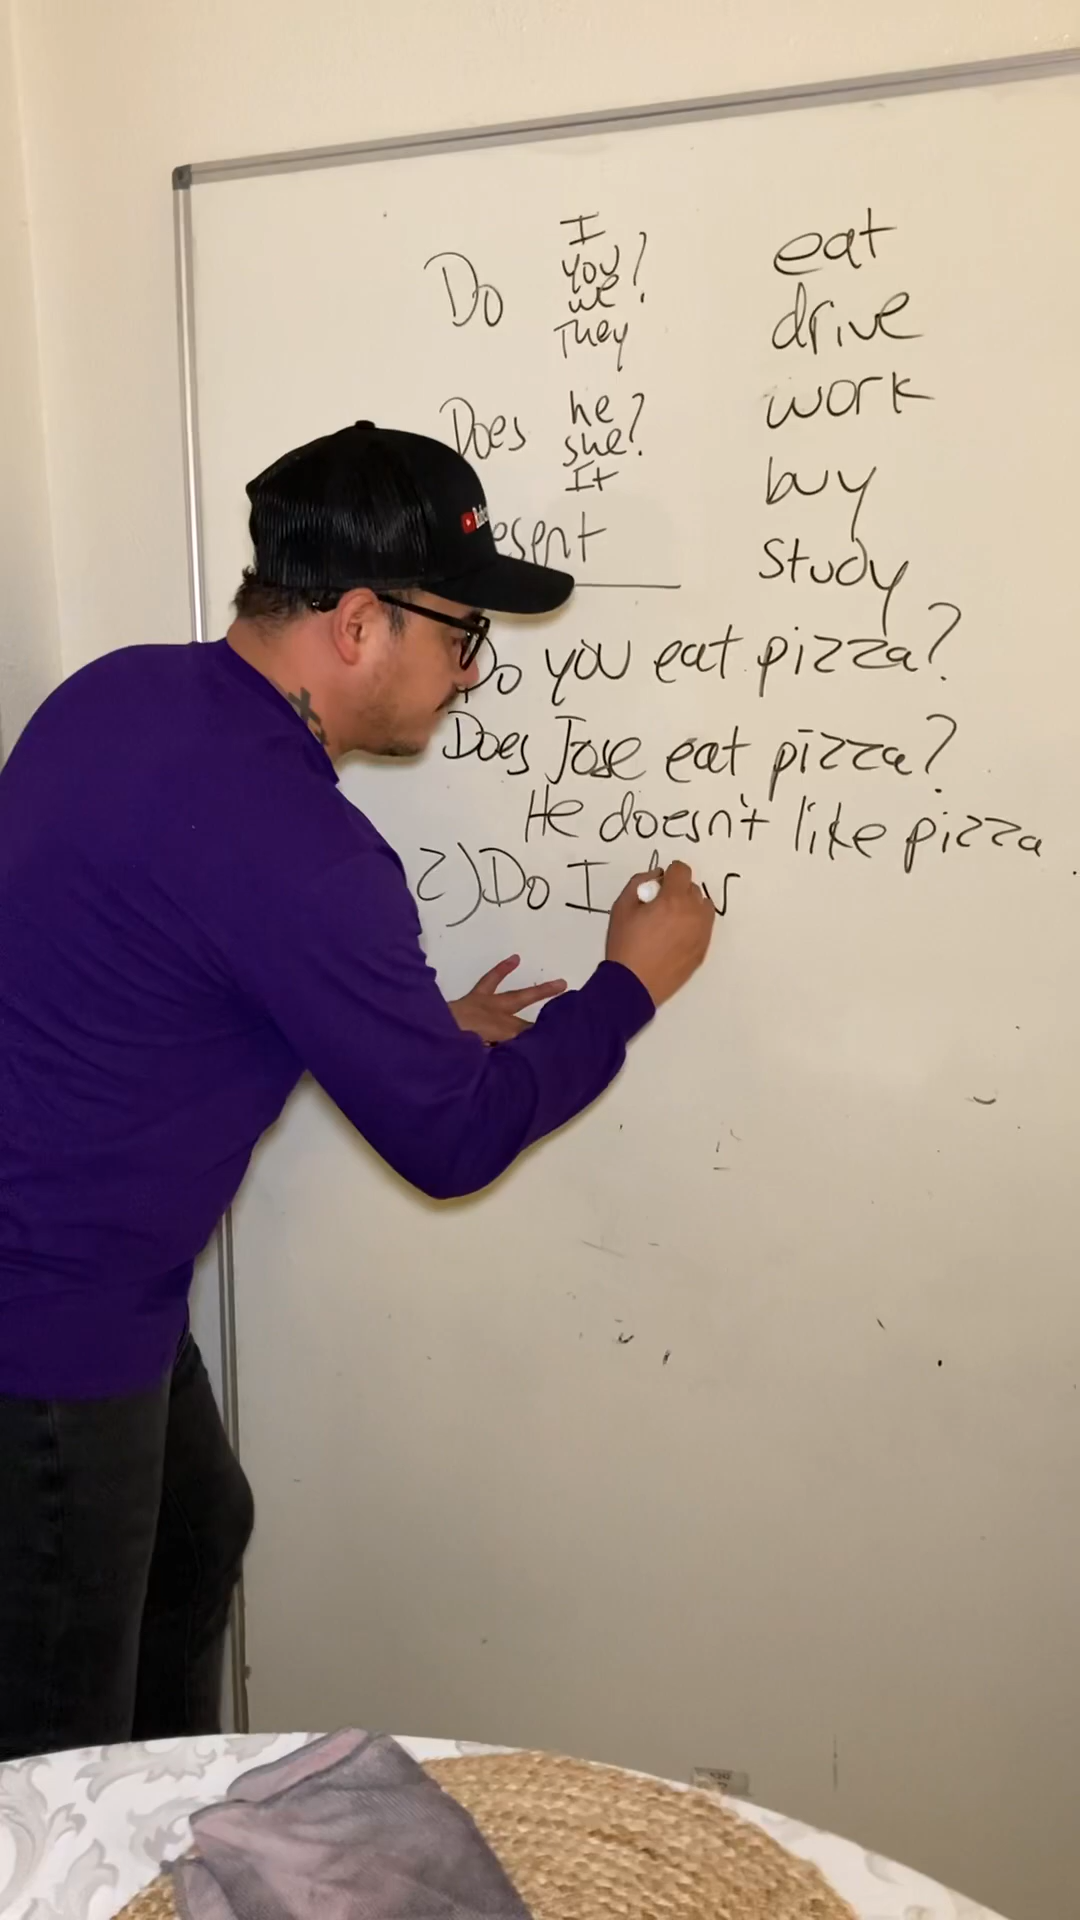 I
Do you? eat
we
They drive
Does he? work
she
It buy
esent study
Do you eat pizza?
Does Jose eat pizza?
He doesn't like pizza
2) Do I